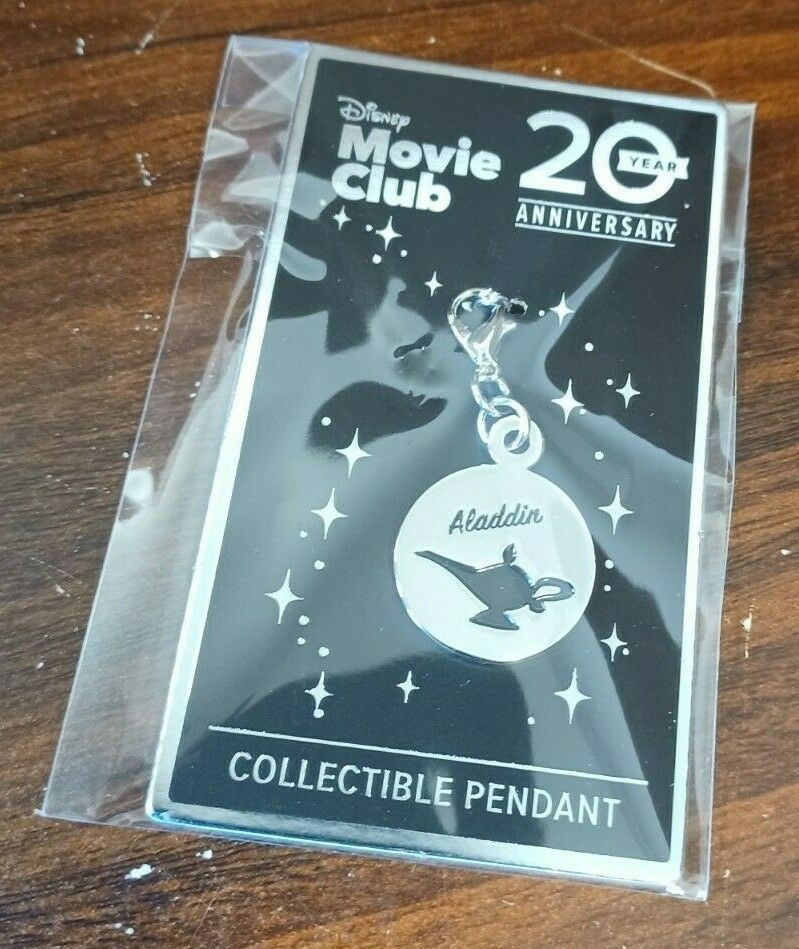 Disney
Movie
Club
20
YEAR
ANNIVERSARY
Aladdin
COLLECTIBLE PENDANT